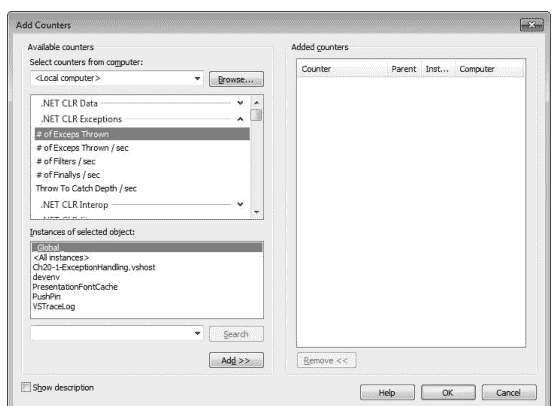 Add Counters
Available counters
Select counters from computer:
<Local computer>
Browse...
.NET CLR Data
.NET CLR Exceptions
# of Exceps Thrown
# of Exceps Thrown / sec
# of Filters / sec
# of Finallys / sec
Throw To Catch Depth / sec
.NET CLR Interop
Instances of selected object:
_Global_
<All instances>
Ch20-1-ExceptionHandling.vshost
devenv
PresentationFontCache
PushPin
VSTraceLog
Search
Add >>
Show description
Added counters
Counter Parent Inst... Computer
Remove <<
Help OK Cancel